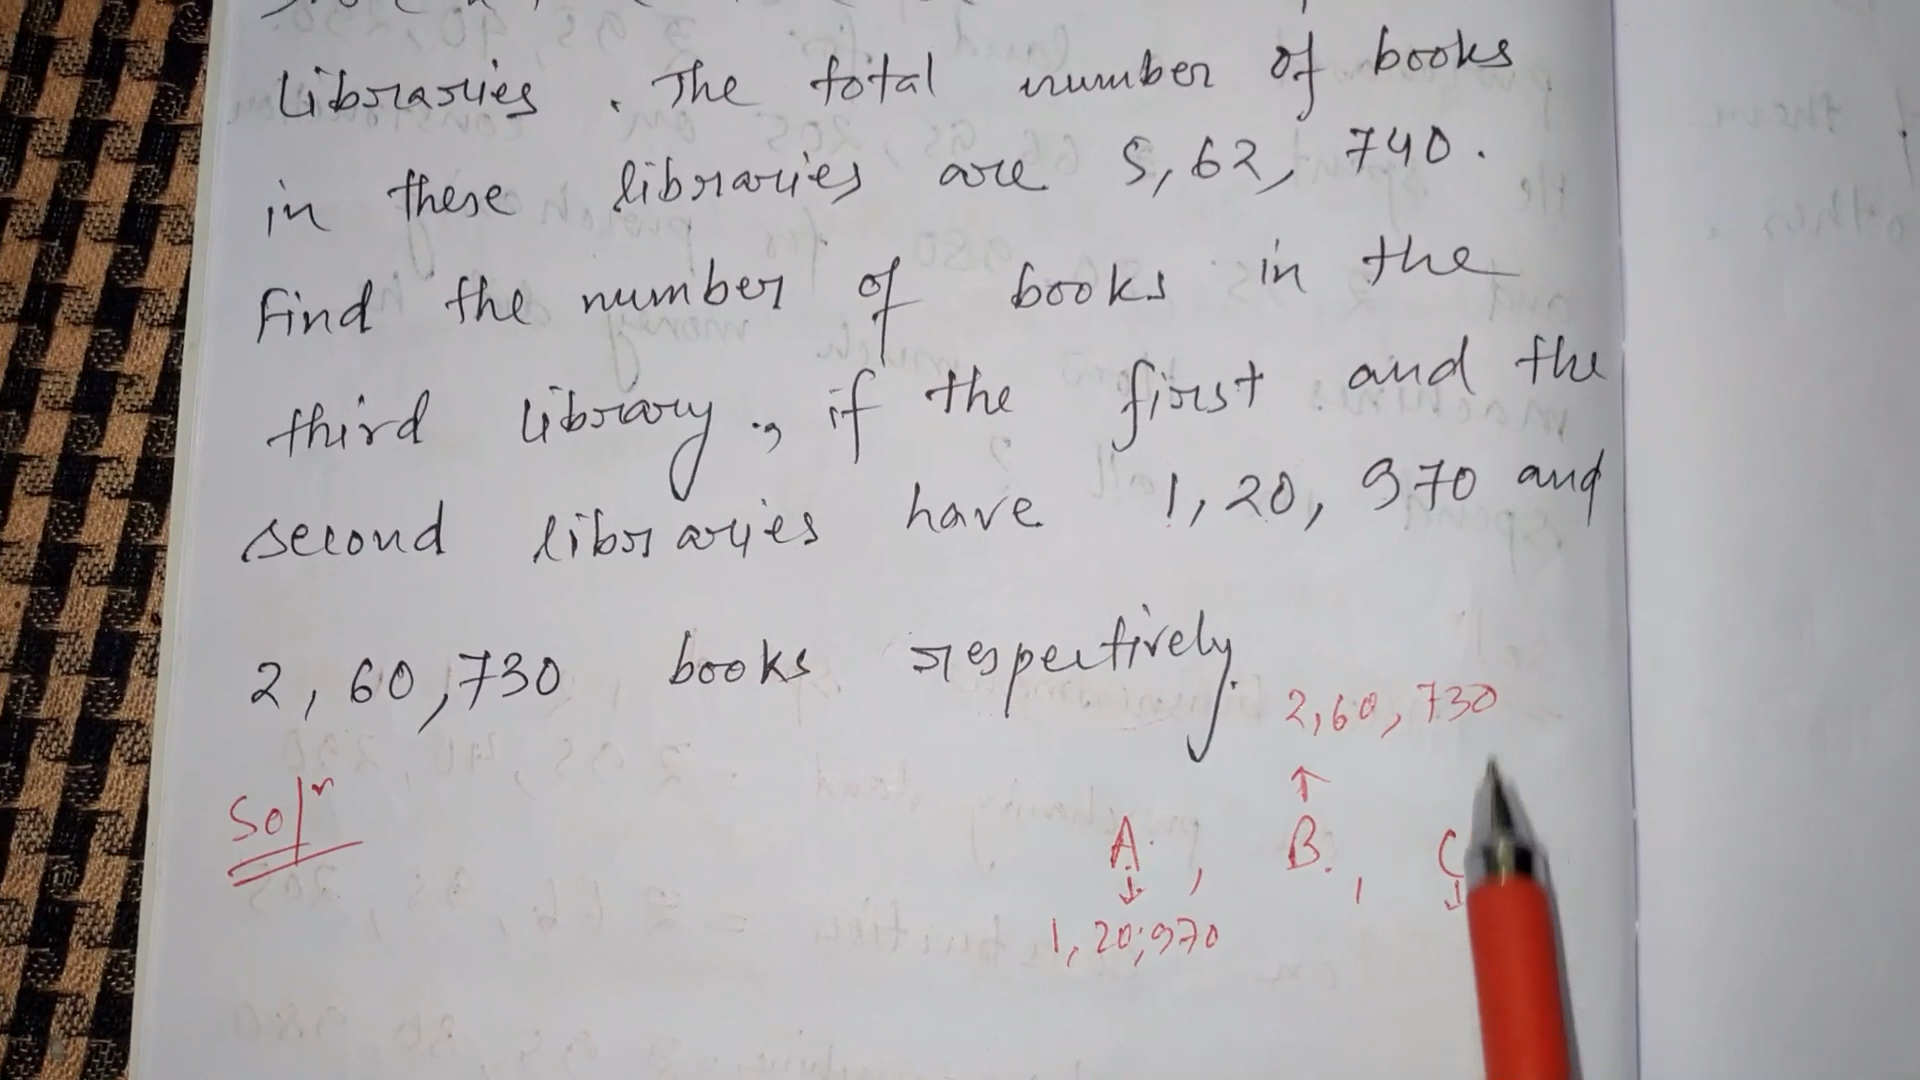 libraries. The total number of books
in these libraries are 5,62,740.
Find the number of books in the
third library, if the first and the
second libraries have 1,20,970 and
2,60,730 books respectively.
2,60,730
Solⁿ
↑
A, B, C
↓ ↓
1,20,970